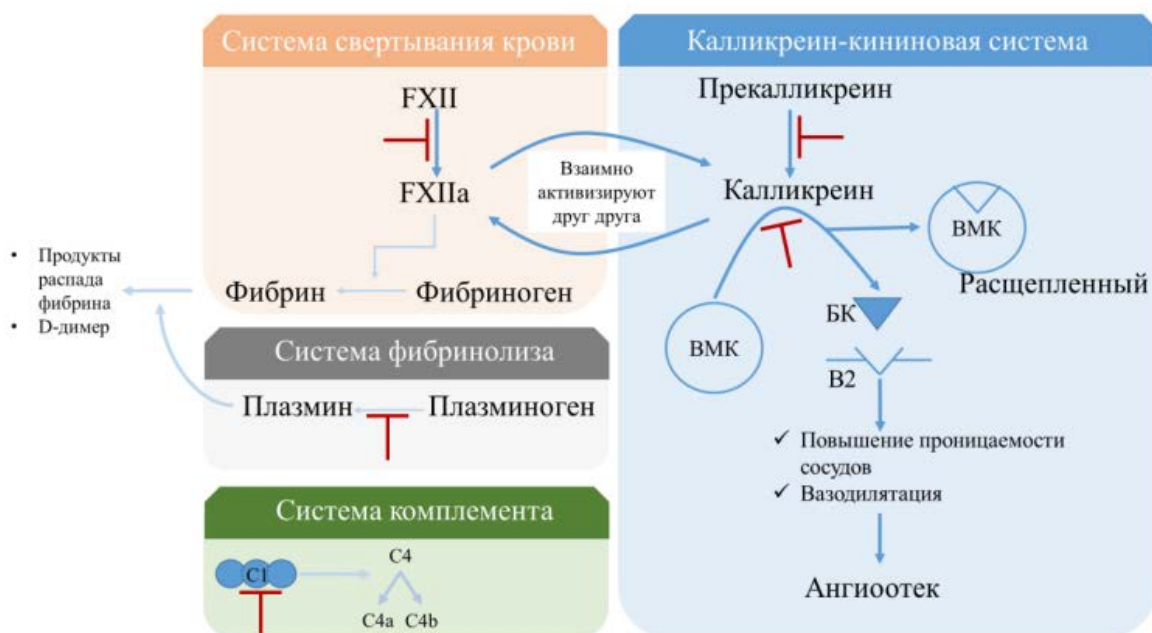 Система свертывания крови
FXII
FXIIa
Фибрин
Фибриноген
Взаимно
активизируют
друг друга
• Продукты
распада
фибрина
• D-димер
Система фибринолиза
Плазмин
Плазминоген
Система комплемента
C1
C4
C4a
C4b
Калликреин-кининовая система
Прекалликреин
Калликреин
ВМК
Расщепленный
ВМК
БК
В2
✓ Повышение проницаемости
сосудов
✓ Вазодилятация
Ангиоотек